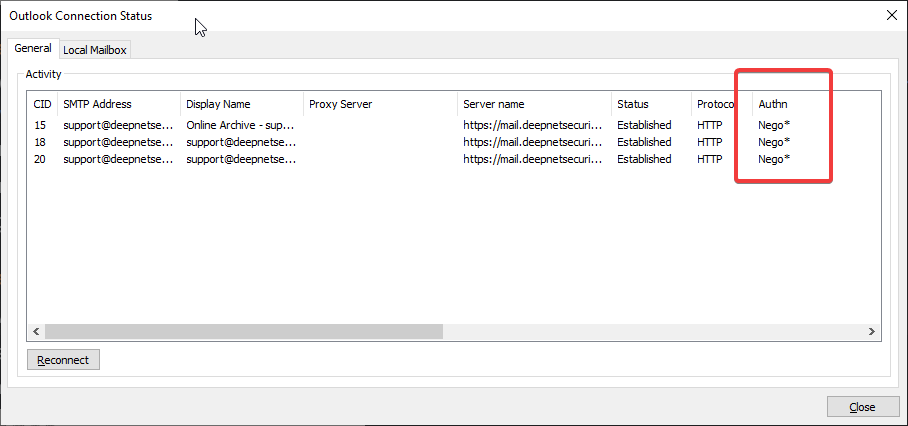 Outlook Connection Status
General Local Mailbox
Activity
CID SMTP Address Display Name Proxy Server Server name Status Protoco Authn
15 support@deepnetse... Online Archive - sup... https://mail.deepnetsecuri... Established HTTP Nego*
18 support@deepnetse... support@deepnetse... https://mail.deepnetsecuri... Established HTTP Nego*
20 support@deepnetse... support@deepnetse... https://mail.deepnetsecuri... Established HTTP Nego*
Reconnect
Close